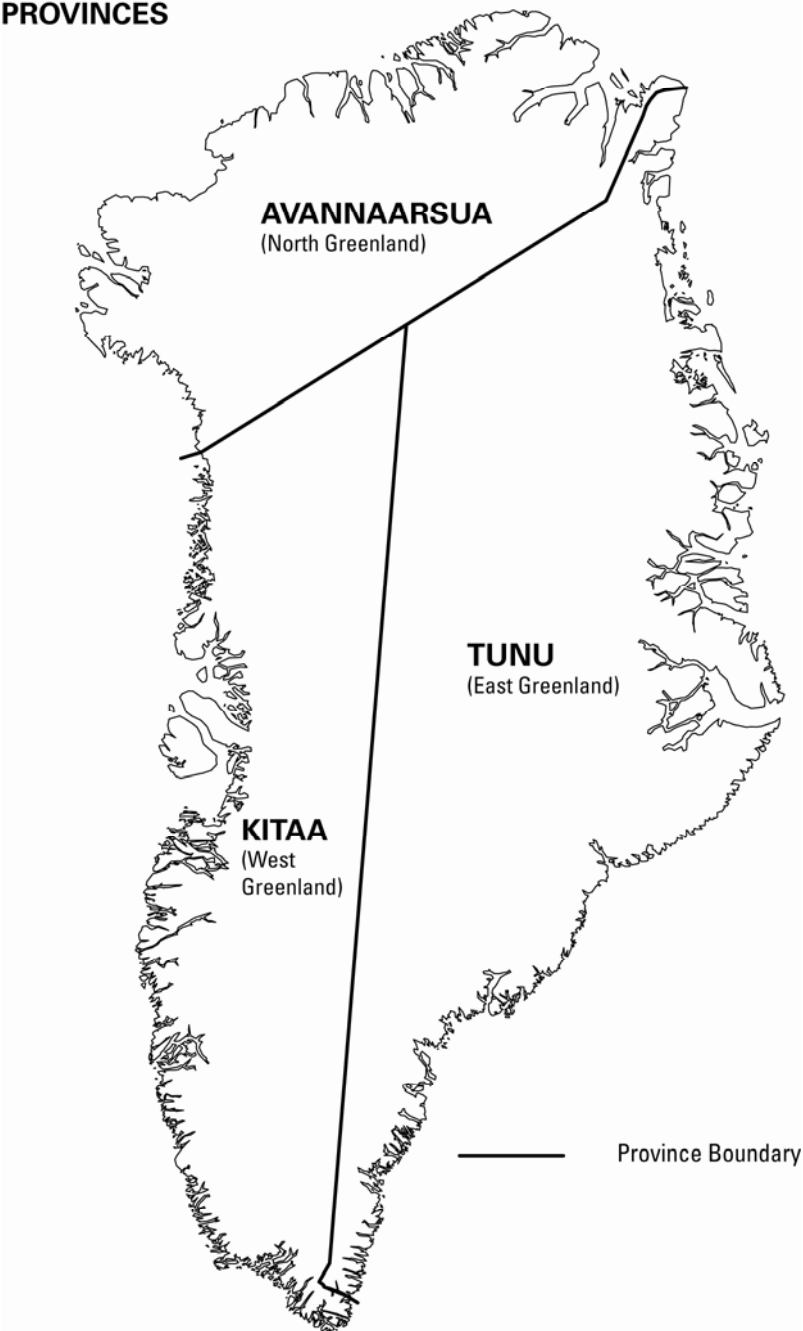 PROVINCES
AVANNAARSUA
(North Greenland)
TUNU
(East Greenland)
KITAA
(West
Greenland)
Province Boundary